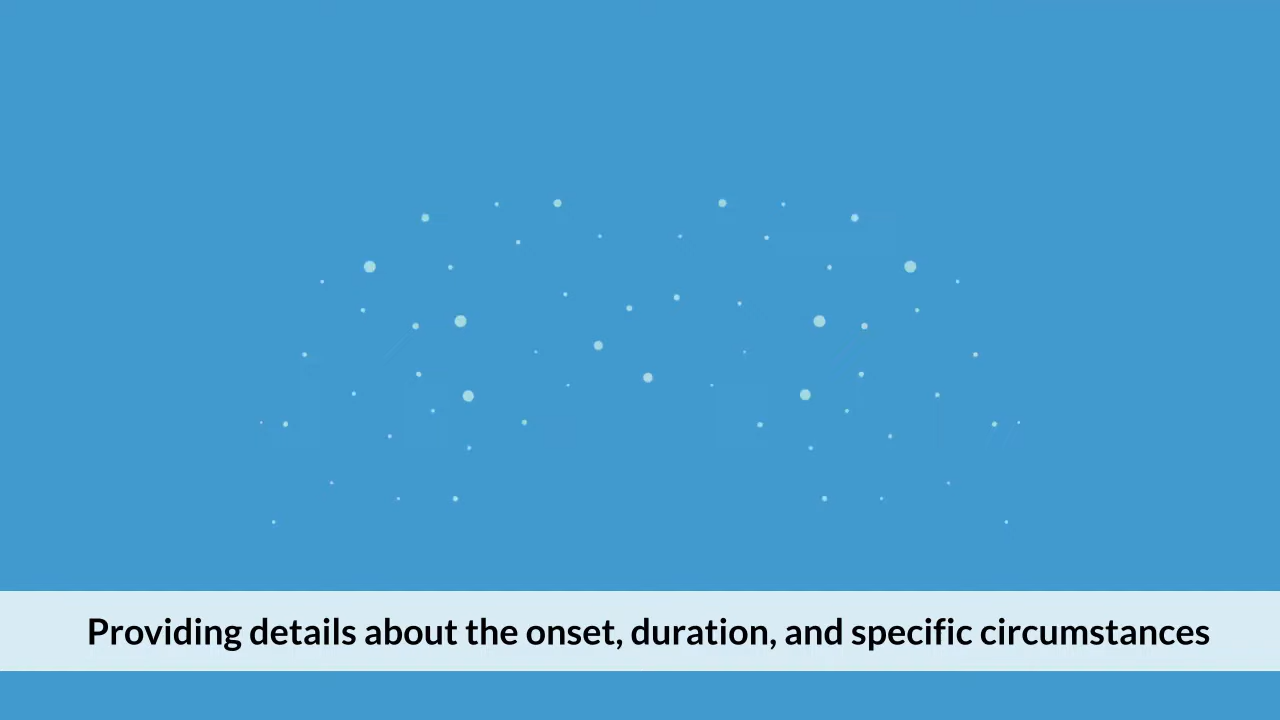 Providing details about the onset, duration, and specific circumstances